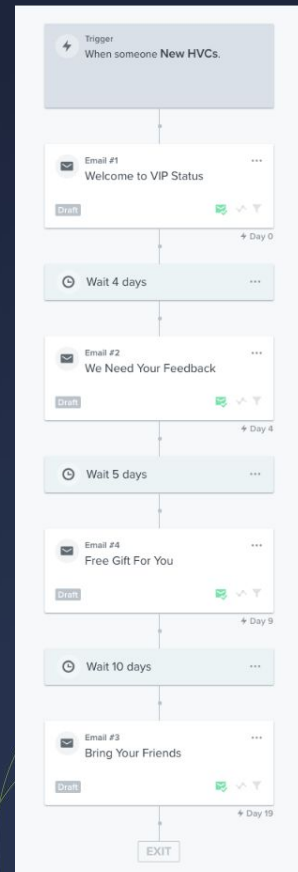 Trigger
When someone New HVCs.
Email #1
Welcome to VIP Status
Draft
Day 0
Wait 4 days
Email #2
We Need Your Feedback
Draft
Day 4
Wait 5 days
Email #4
Free Gift For You
Draft
Day 9
Wait 10 days
Email #3
Bring Your Friends
Draft
Day 19
EXIT